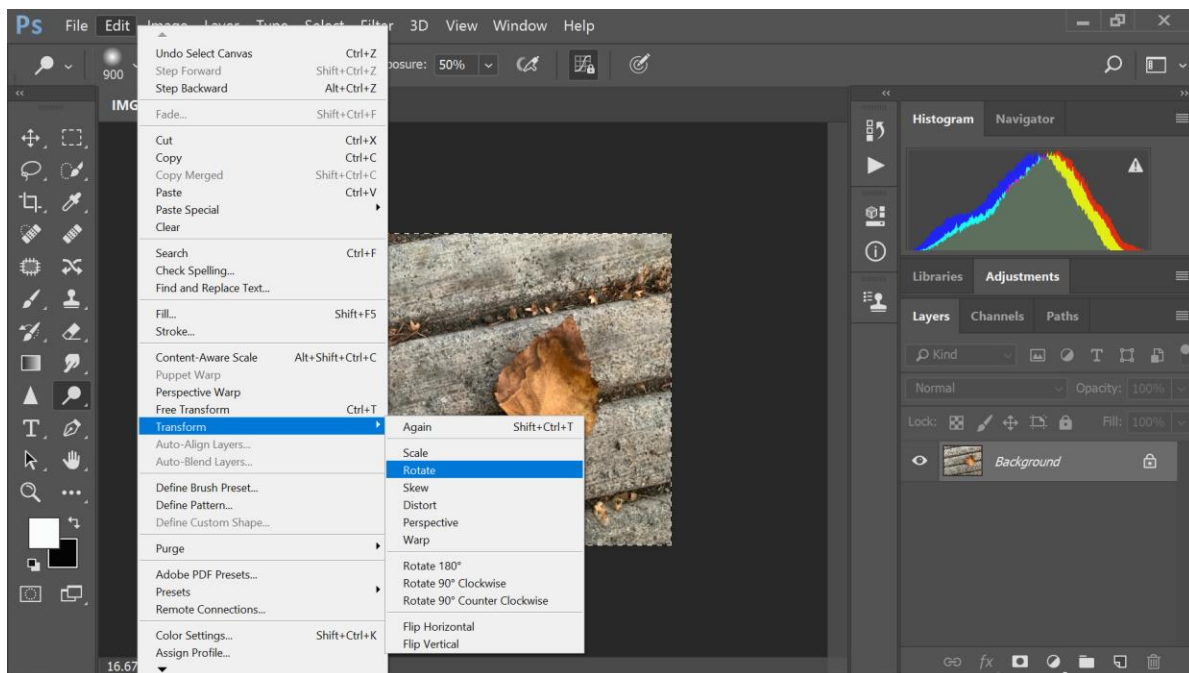 Ps File Edit Image Layer Type Select Filter 3D View Window Help
900
posure: 50%
IMG
Undo Select Canvas Ctrl+Z
Step Forward Shift+Ctrl+Z
Step Backward Alt+Ctrl+Z
Fade... Shift+Ctrl+F
Cut Ctrl+X
Copy Ctrl+C
Copy Merged Shift+Ctrl+C
Paste Ctrl+V
Paste Special
Clear
Search Ctrl+F
Check Spelling...
Find and Replace Text...
Fill... Shift+F5
Stroke...
Content-Aware Scale Alt+Shift+Ctrl+C
Puppet Warp
Perspective Warp
Free Transform Ctrl+T
Transform
Auto-Align Layers...
Auto-Blend Layers...
Define Brush Preset...
Define Pattern...
Define Custom Shape...
Purge
Adobe PDF Presets...
Presets
Remote Connections...
Color Settings... Shift+Ctrl+K
Assign Profile...
Again Shift+Ctrl+T
Scale
Rotate
Skew
Distort
Perspective
Warp
Rotate 180°
Rotate 90° Clockwise
Rotate 90° Counter Clockwise
Flip Horizontal
Flip Vertical
16.67
Histogram Navigator
Libraries Adjustments
Layers Channels Paths
Kind
Normal Opacity: 100%
Lock: Fill: 100%
Background
fx